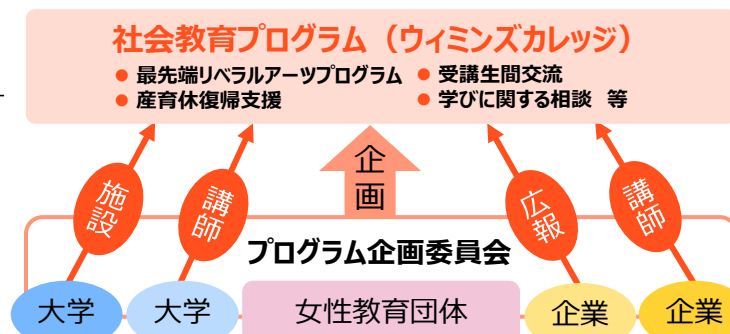 社会教育プログラム（ウィミンズカレッジ）
● 最先端リベラルアーツプログラム ● 受講生間交流
● 産育休復帰支援 ● 学びに関する相談 等
施設
講師
企画
広報
講師
プログラム企画委員会
大学 大学 女性教育団体 企業 企業